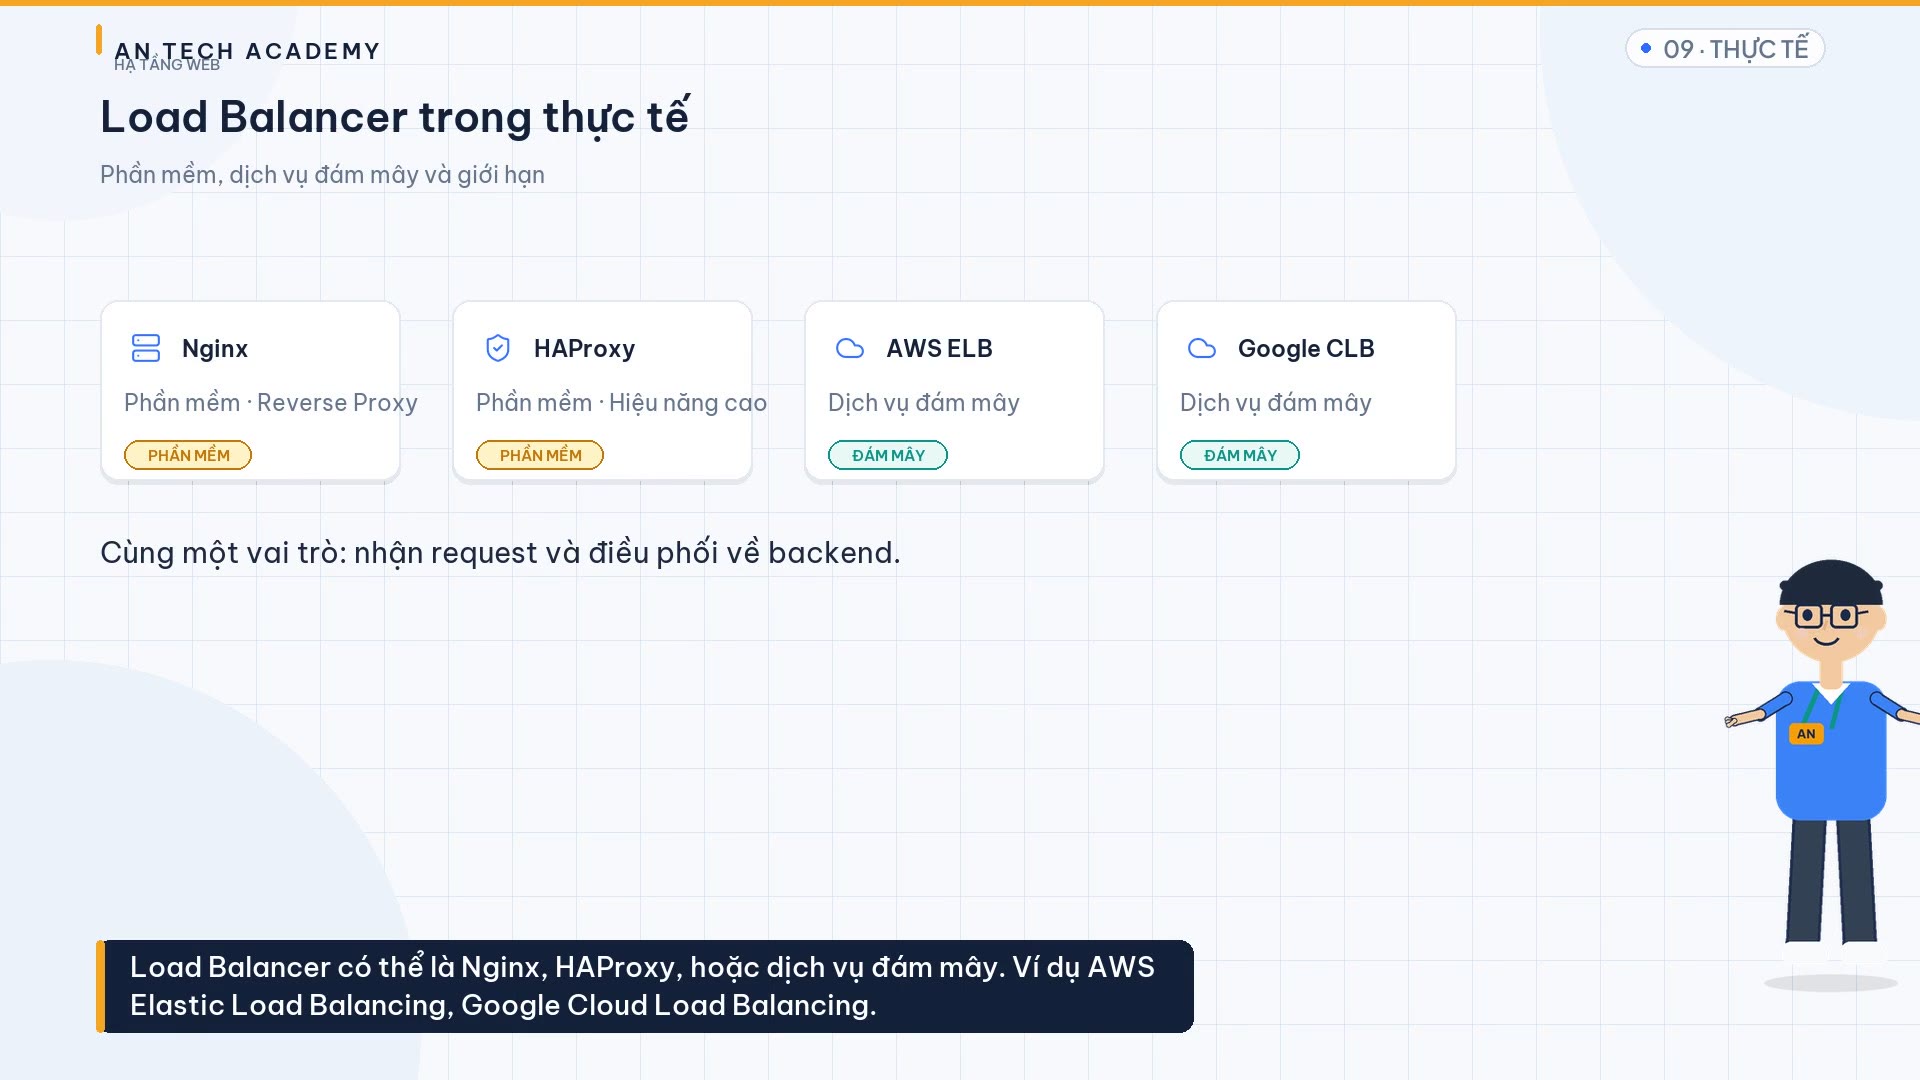 AN TECH ACADEMY
HẠ TẦNG WEB
09 · THỰC TẾ
Load Balancer trong thực tế
Phần mềm, dịch vụ đám mây và giới hạn
Nginx
Phần mềm · Reverse Proxy
PHẦN MỀM
HAProxy
Phần mềm · Hiệu năng cao
PHẦN MỀM
AWS ELB
Dịch vụ đám mây
ĐÁM MÂY
Google CLB
Dịch vụ đám mây
ĐÁM MÂY
Cùng một vai trò: nhận request và điều phối về backend.
AN
Load Balancer có thể là Nginx, HAProxy, hoặc dịch vụ đám mây. Ví dụ AWS
Elastic Load Balancing, Google Cloud Load Balancing.